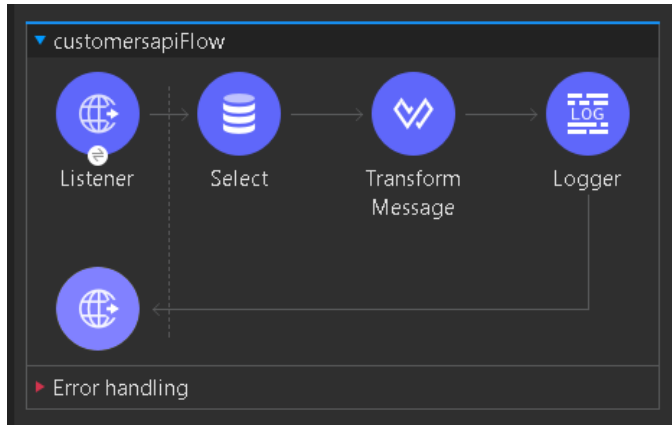 customersapiFlow
LOG
Listener
Select
Transform
Message
Logger
Error handling